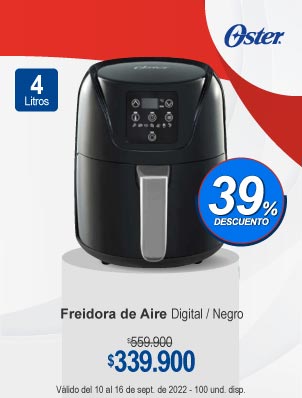 Oster
4
Litros
Oster
39%
DESCUENTO
Freidora de Aire Digital / Negro
$559.900
$339.900
Válido del 10 al 16 de sept. de 2022 - 100 und. disp.